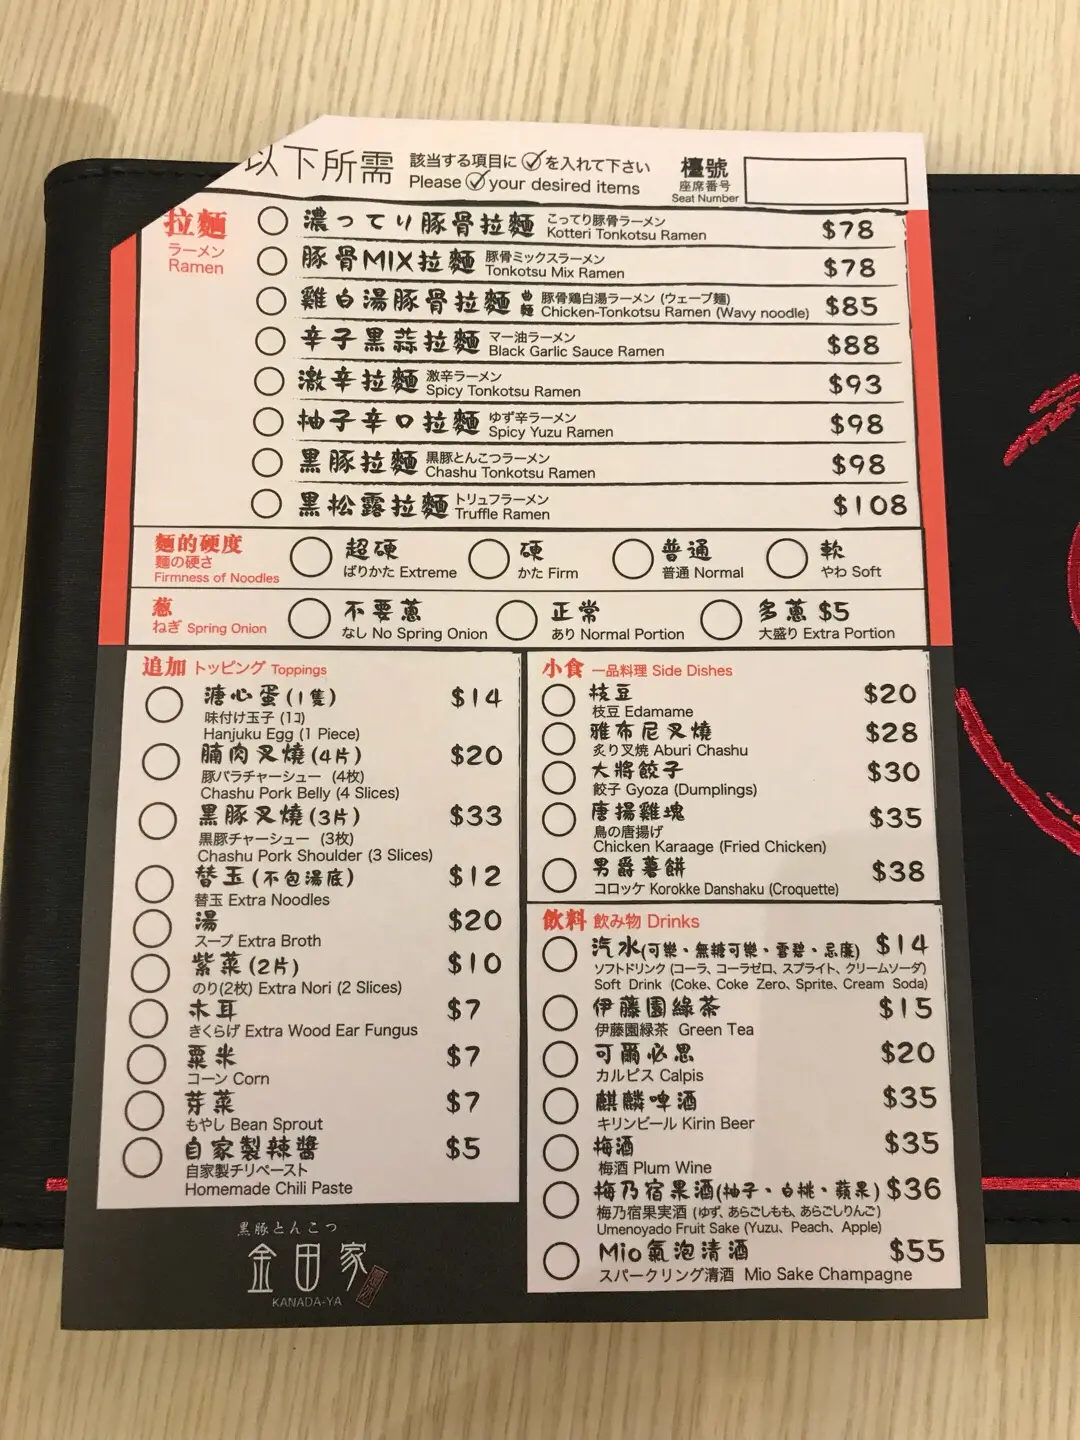 以下所需
該当する項目に を入れて下さい
Please your desired items
檯號
座席番号
Seat Number
拉麵
ラーメン
Ramen
濃ってり豚骨拉麵 こってり豚骨ラーメン $78
Kotteri Tonkotsu Ramen
豚骨MIX拉麵 豚骨ミックスラーメン $78
Tonkotsu Mix Ramen
雞白湯豚骨拉麵 曲麵 豚骨鶏白湯ラーメン (ウェーブ麵) $85
Chicken-Tonkotsu Ramen (Wavy noodle)
辛子黒蒜拉麵 マー油ラーメン $88
Black Garlic Sauce Ramen
激辛拉麵 激辛ラーメン $93
Spicy Tonkotsu Ramen
柚子辛口拉麵 ゆず辛ラーメン $98
Spicy Yuzu Ramen
黒豚拉麵 黒豚とんこつラーメン $98
Chashu Tonkotsu Ramen
黒松露拉麵 トリュフラーメン $108
Truffle Ramen
麵的硬度
麵の硬さ
Firmness of Noodles
超硬
ばりかた Extreme
硬
かた Firm
普通
普通 Normal
軟
やわ Soft
葱
ねぎ Spring Onion
不要蔥
なし No Spring Onion
正常
あり Normal Portion
多蔥 $5
大盛り Extra Portion
追加 トッピング Toppings
溏心蛋(1隻) $14
味付け玉子 (1コ)
Hanjuku Egg (1 Piece)
腩肉叉燒(4片) $20
豚バラチャーシュー (4枚)
Chashu Pork Belly (4 Slices)
黒豚叉燒(3片) $33
黒豚チャーシュー (3枚)
Chashu Pork Shoulder (3 Slices)
替玉(不包湯底) $12
替玉 Extra Noodles
湯 $20
スープ Extra Broth
紫菜(2片) $10
のり(2枚) Extra Nori (2 Slices)
木耳 $7
きくらげ Extra Wood Ear Fungus
粟米 $7
コーン Corn
芽菜 $7
もやし Bean Sprout
自家製辣醬 $5
自家製チリペースト
Homemade Chili Paste
小食 一品料理 Side Dishes
枝豆 $20
枝豆 Edamame
雅布尼叉燒 $28
炙り叉焼 Aburi Chashu
大將餃子 $30
餃子 Gyoza (Dumplings)
唐揚雞塊 $35
鳥の唐揚げ
Chicken Karaage (Fried Chicken)
男爵薯餅 $38
コロッケ Korokke Danshaku (Croquette)
飲料 飲み物 Drinks
汽水(可樂、無糖可樂、雪碧、忌廉) $14
ソフトドリンク (コーラ、コーラゼロ、スプライト、クリームソーダ)
Soft Drink (Coke、Coke Zero、Sprite、Cream Soda)
伊藤園綠茶 $15
伊藤園緑茶 Green Tea
可爾必思 $20
カルピス Calpis
麒麟啤酒 $35
キリンビール Kirin Beer
梅酒 $35
梅酒 Plum Wine
梅乃宿果酒(柚子、白桃、蘋果) $36
梅乃宿果実酒 (ゆず、あらごしもも、あらごしりんご)
Umenoyado Fruit Sake (Yuzu、Peach、Apple)
Mio氣泡清酒 $55
スパークリング清酒 Mio Sake Champagne
黒豚とんこつ
金田家
KANADA-YA